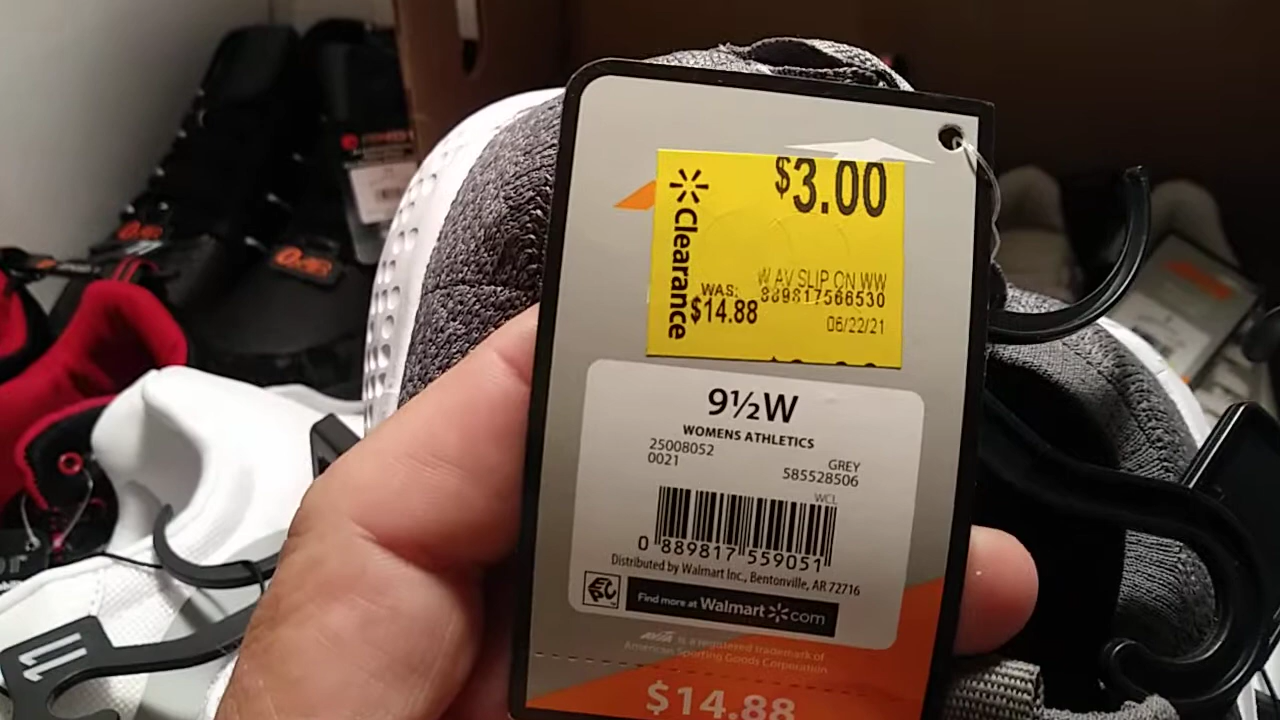 $3.00
Clearance
W AV SLIP ON WW
WAS: 889817566530
$14.88
06/22/21
9½W
WOMENS ATHLETICS
25008052
0021
GREY
585528506
WCL
0 889817 559051
Distributed by Walmart Inc., Bentonville, AR 72716
Find more at Walmart.com
AVIA is a registered trademark of
American Sporting Goods Corporation
$14.88
11